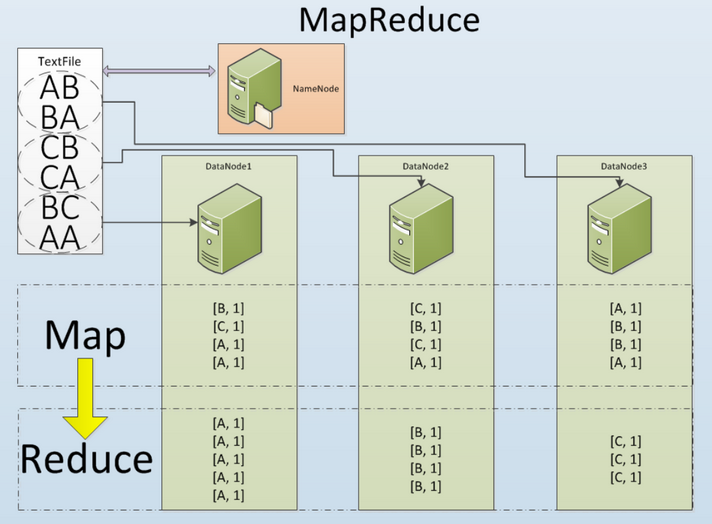 MapReduce
TextFile
AB
BA
CB
CA
BC
AA
NameNode
DataNode1
DataNode2
DataNode3
Map
[B, 1]
[C, 1]
[A, 1]
[A, 1]
[C, 1]
[B, 1]
[C, 1]
[A, 1]
[A, 1]
[B, 1]
[B, 1]
[A, 1]
Reduce
[A, 1]
[A, 1]
[A, 1]
[A, 1]
[A, 1]
[B, 1]
[B, 1]
[B, 1]
[B, 1]
[C, 1]
[C, 1]
[C, 1]